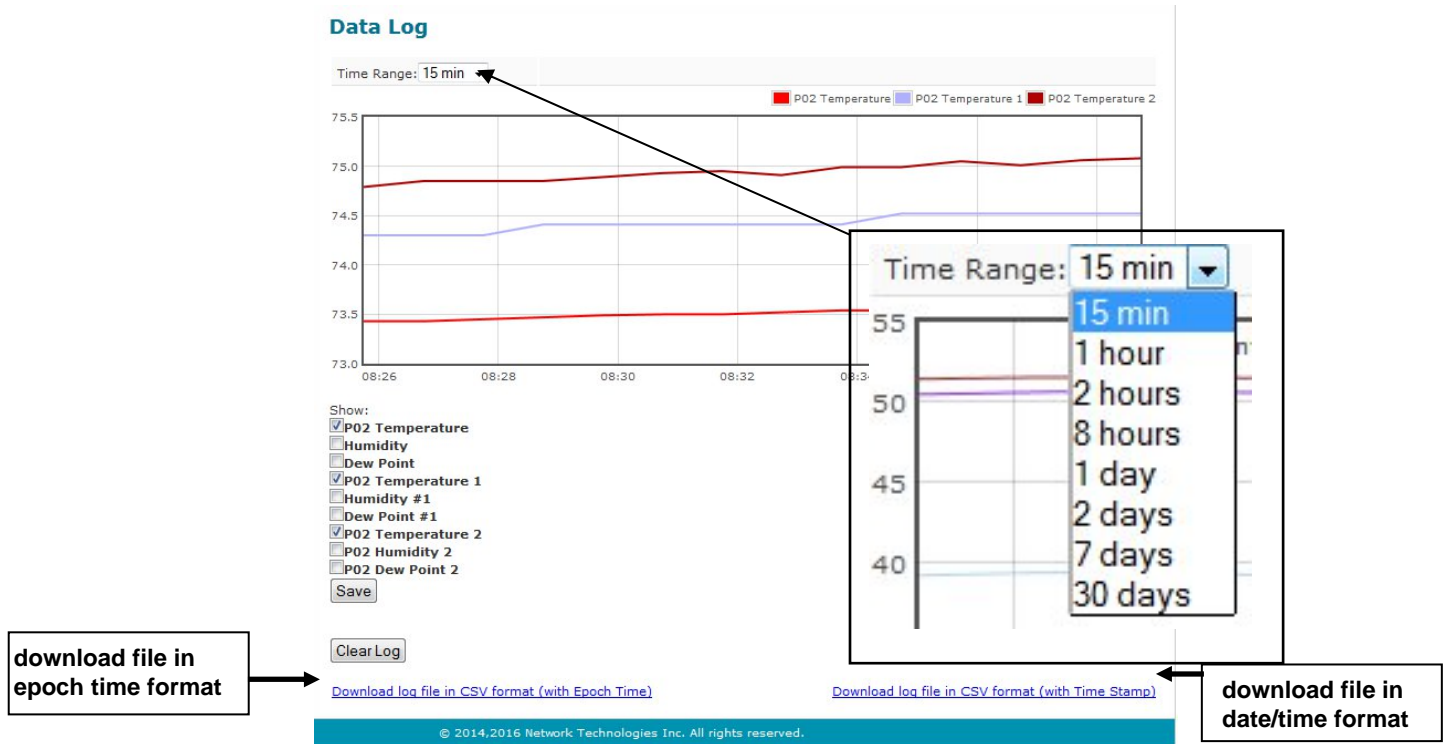 Data Log
Time Range: 15 min
P02 Temperature P02 Temperature 1 P02 Temperature 2
75.5
75.0
74.5
74.0
73.5
73.0
08:26 08:28 08:30 08:32
Time Range: 15 min
15 min
1 hour
2 hours
8 hours
1 day
2 days
7 days
30 days
55
50
45
40
Show:
P02 Temperature
Humidity
Dew Point
P02 Temperature 1
Humidity #1
Dew Point #1
P02 Temperature 2
P02 Humidity 2
P02 Dew Point 2
Save
Clear Log
download file in
epoch time format
Download log file in CSV format (with Epoch Time)
Download log file in CSV format (with Time Stamp)
download file in
date/time format
© 2014,2016 Network Technologies Inc. All rights reserved.